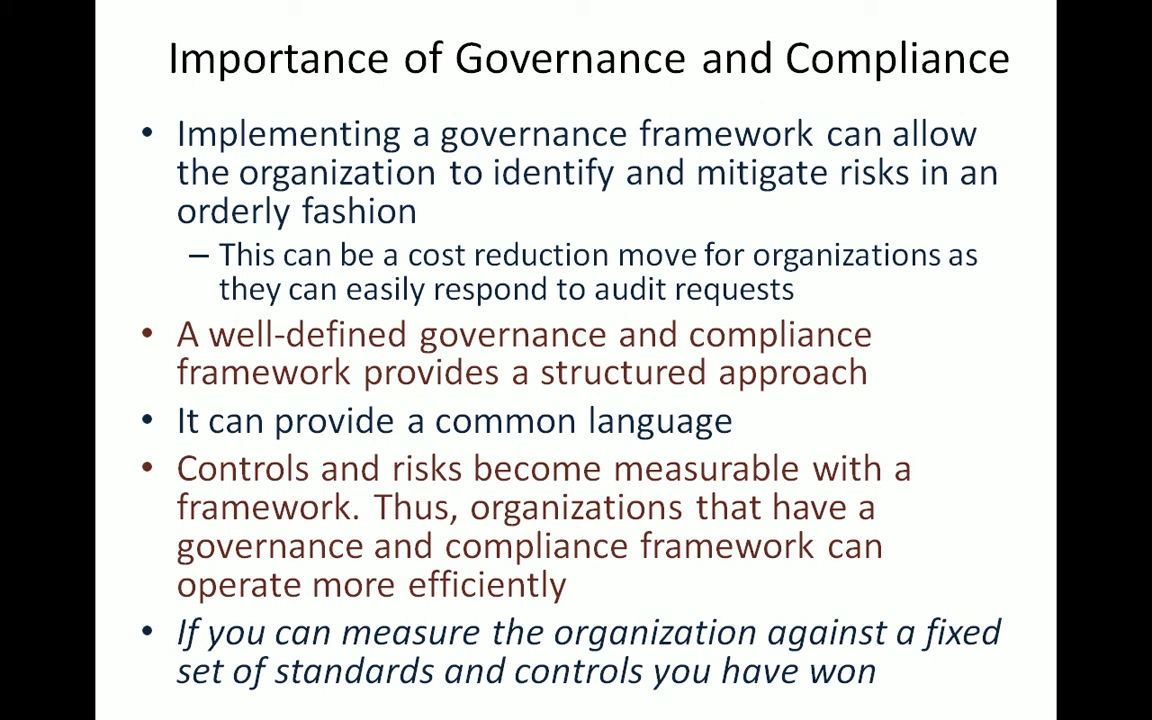 Importance of Governance and Compliance
• Implementing a governance framework can allow
the organization to identify and mitigate risks in an
orderly fashion
– This can be a cost reduction move for organizations as
they can easily respond to audit requests
• A well-defined governance and compliance
framework provides a structured approach
• It can provide a common language
• Controls and risks become measurable with a
framework. Thus, organizations that have a
governance and compliance framework can
operate more efficiently
• If you can measure the organization against a fixed
set of standards and controls you have won